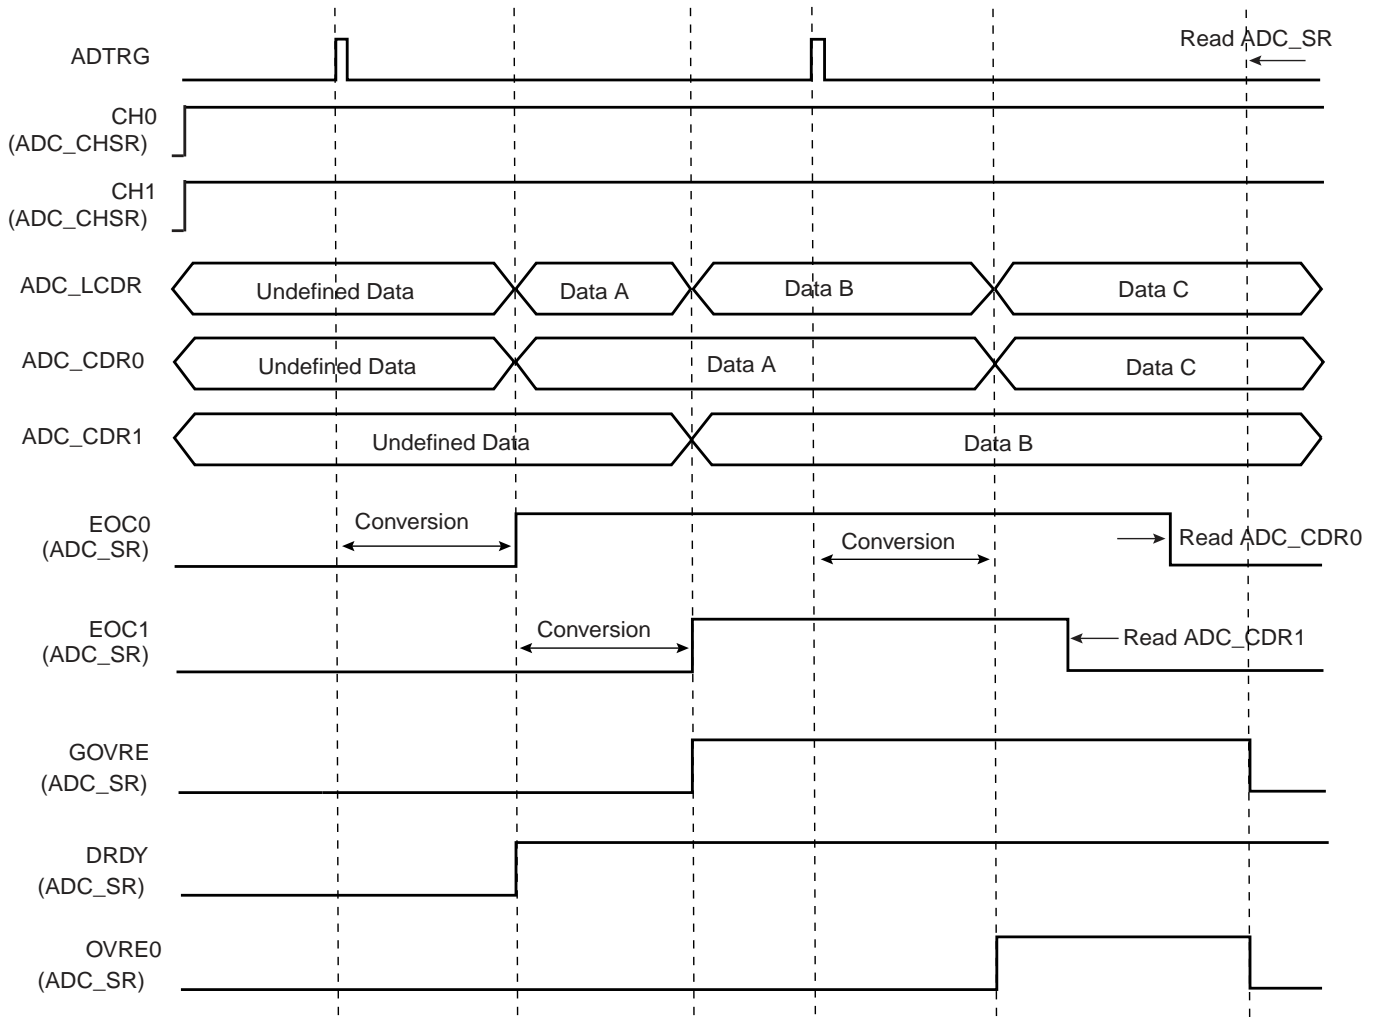 Read ADC_SR
ADTRG
CH0
(ADC_CHSR)
CH1
(ADC_CHSR)
ADC_LCDR
Undefined Data
Data A
Data B
Data C
ADC_CDR0
Undefined Data
Data A
Data C
ADC_CDR1
Undefined Data
Data B
EOC0
(ADC_SR)
Conversion
Conversion
Read ADC_CDR0
EOC1
(ADC_SR)
Conversion
Read ADC_CDR1
GOVRE
(ADC_SR)
DRDY
(ADC_SR)
OVRE0
(ADC_SR)